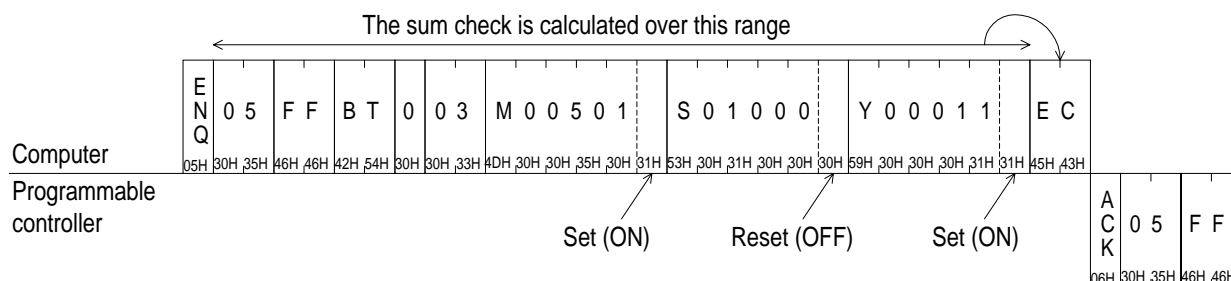 The sum check is calculated over this range
ENQ 0 5 F F B T 0 0 3 M 0 0 5 0 1 S 0 1 0 0 0 Y 0 0 0 1 1 E C
Computer 05H 30H 35H 46H 46H 42H 54H 30H 30H 33H 4DH 30H 30H 35H 30H 31H 53H 30H 31H 30H 30H 30H 59H 30H 30H 30H 31H 31H 45H 43H
Programmable
controller
Set (ON) Reset (OFF) Set (ON)
ACK 0 5 F F
06H 30H 35H 46H 46H